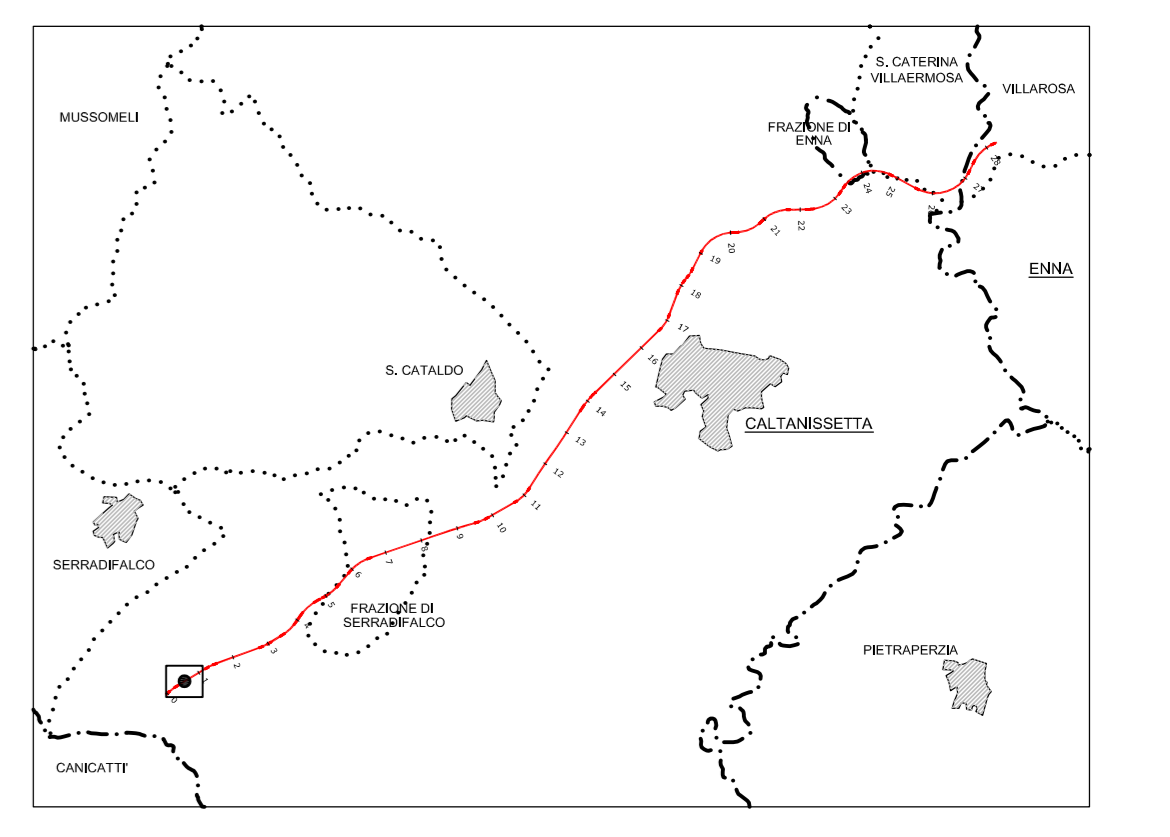 S. CATERINA
VILLAERMOSA
VILLAROSA
MUSSOMELI
FRAZIONE DI
ENNA
ENNA
S. CATALDO
CALTANISSETTA
SERRADIFALCO
FRAZIONE DI
SERRADIFALCO
PIETRAPERZIA
CANICATTI'
0
1
2
3
4
5
6
7
8
9
10
11
12
13
14
15
16
17
18
19
20
21
22
23
24
25
27
28